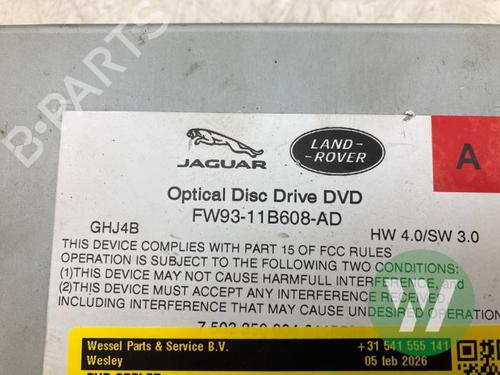 B-PARTS
JAGUAR
LAND-
ROVER
A
Optical Disc Drive DVD
FW93-11B608-AD
GHJ4B
HW 4.0/SW 3.0
THIS DEVICE COMPLIES WITH PART 15 OF FCC RULES
OPERATION IS SUBJECT TO THE FOLLOWING TWO CONDITIONS:
(1)THIS DEVICE MAY NOT CAUSE HARMFULL INTERFERENCE, and
(2)THIS DEVICE MUST ACCEPT ANY INTERFERENCE RECEIVED
INCLUDING INTERFERENCE THAT MAY CAUSE UNDESIRED OPERATION
Wessel Parts & Service B.V.
+31 541 555 141
Wesley
05 feb 2026